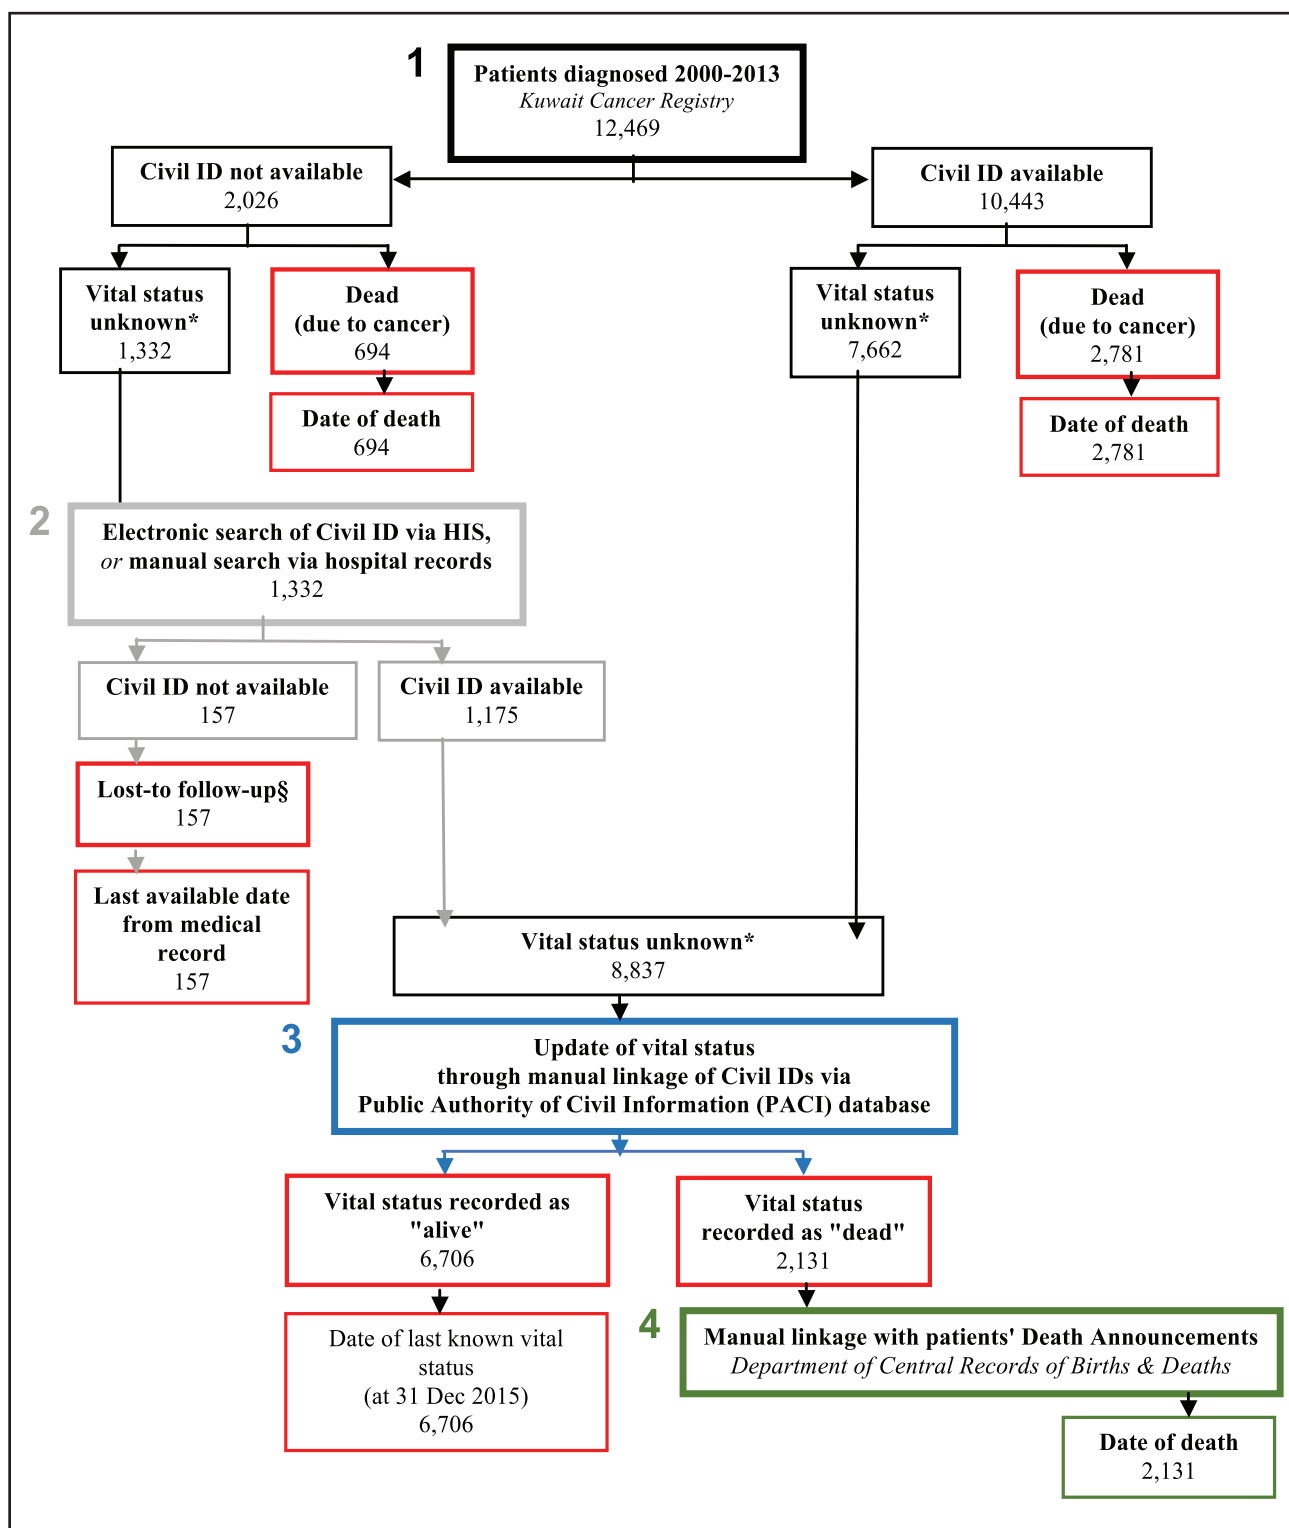 1
Patients diagnosed 2000-2013
Kuwait Cancer Registry
12,469
Civil ID not available
2,026
Civil ID available
10,443
Vital status
unknown*
1,332
Dead
(due to cancer)
694
Vital status
unknown*
7,662
Dead
(due to cancer)
2,781
Date of death
694
Date of death
2,781
2
Electronic search of Civil ID via HIS,
or manual search via hospital records
1,332
Civil ID not available
157
Civil ID available
1,175
Lost-to follow-up§
157
Last available date
from medical
record
157
Vital status unknown*
8,837
3
Update of vital status
through manual linkage of Civil IDs via
Public Authority of Civil Information (PACI) database
Vital status recorded as
"alive"
6,706
Vital status
recorded as "dead"
2,131
Date of last known vital
status
(at 31 Dec 2015)
6,706
4
Manual linkage with patients' Death Announcements
Department of Central Records of Births & Deaths
Date of death
2,131